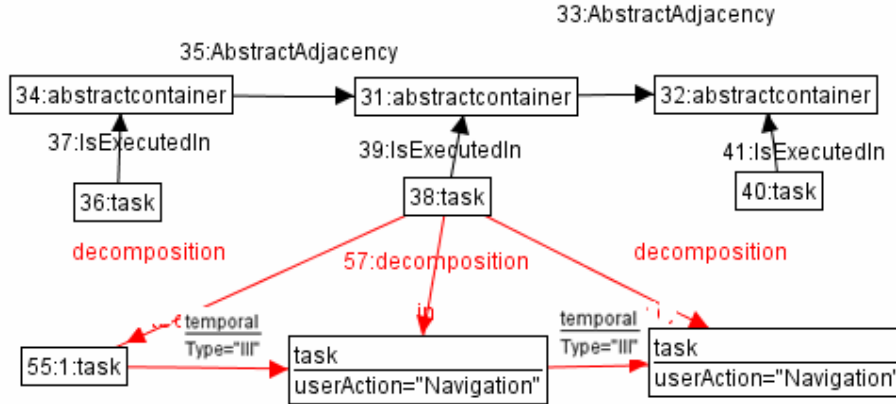 33:AbstractAdjacency
35:AbstractAdjacency
34:abstractcontainer
31:abstractcontainer
32:abstractcontainer
37:IsExecutedIn
39:IsExecutedIn
41:IsExecutedIn
36:task
38:task
40:task
decomposition
57:decomposition
decomposition
temporal
Type="III"
temporal
Type="III"
55:1:task
task
userAction="Navigation"
task
userAction="Navigation"